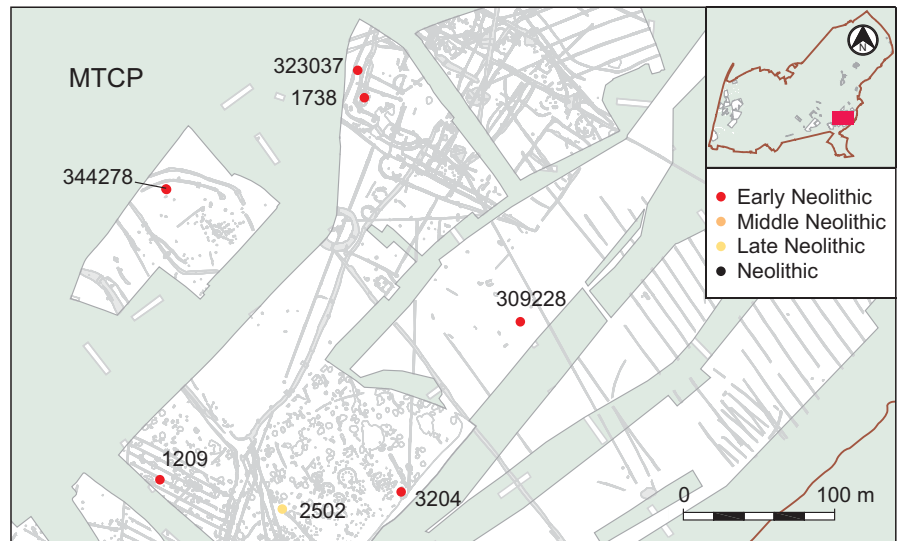 MTCP
323037
1738
344278
309228
1209
2502
3204
N
Early Neolithic
Middle Neolithic
Late Neolithic
Neolithic
0 100 m